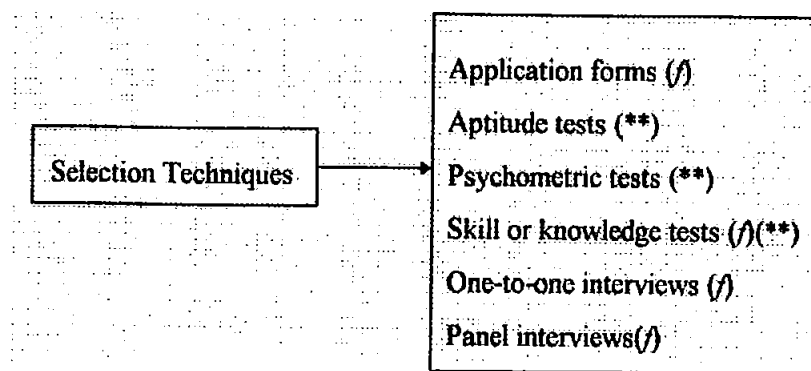 Application forms (f)
Aptitude tests (**)
Selection Techniques
Psychometric tests (**)
Skill or knowledge tests (f)(**)
One-to-one interviews (f)
Panel interviews(f)